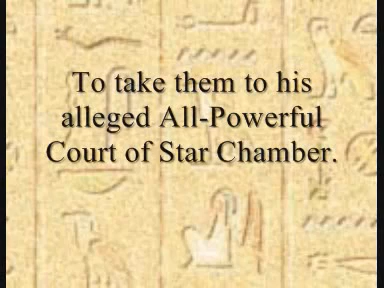 To take them to his
alleged All-Powerful
Court of Star Chamber.